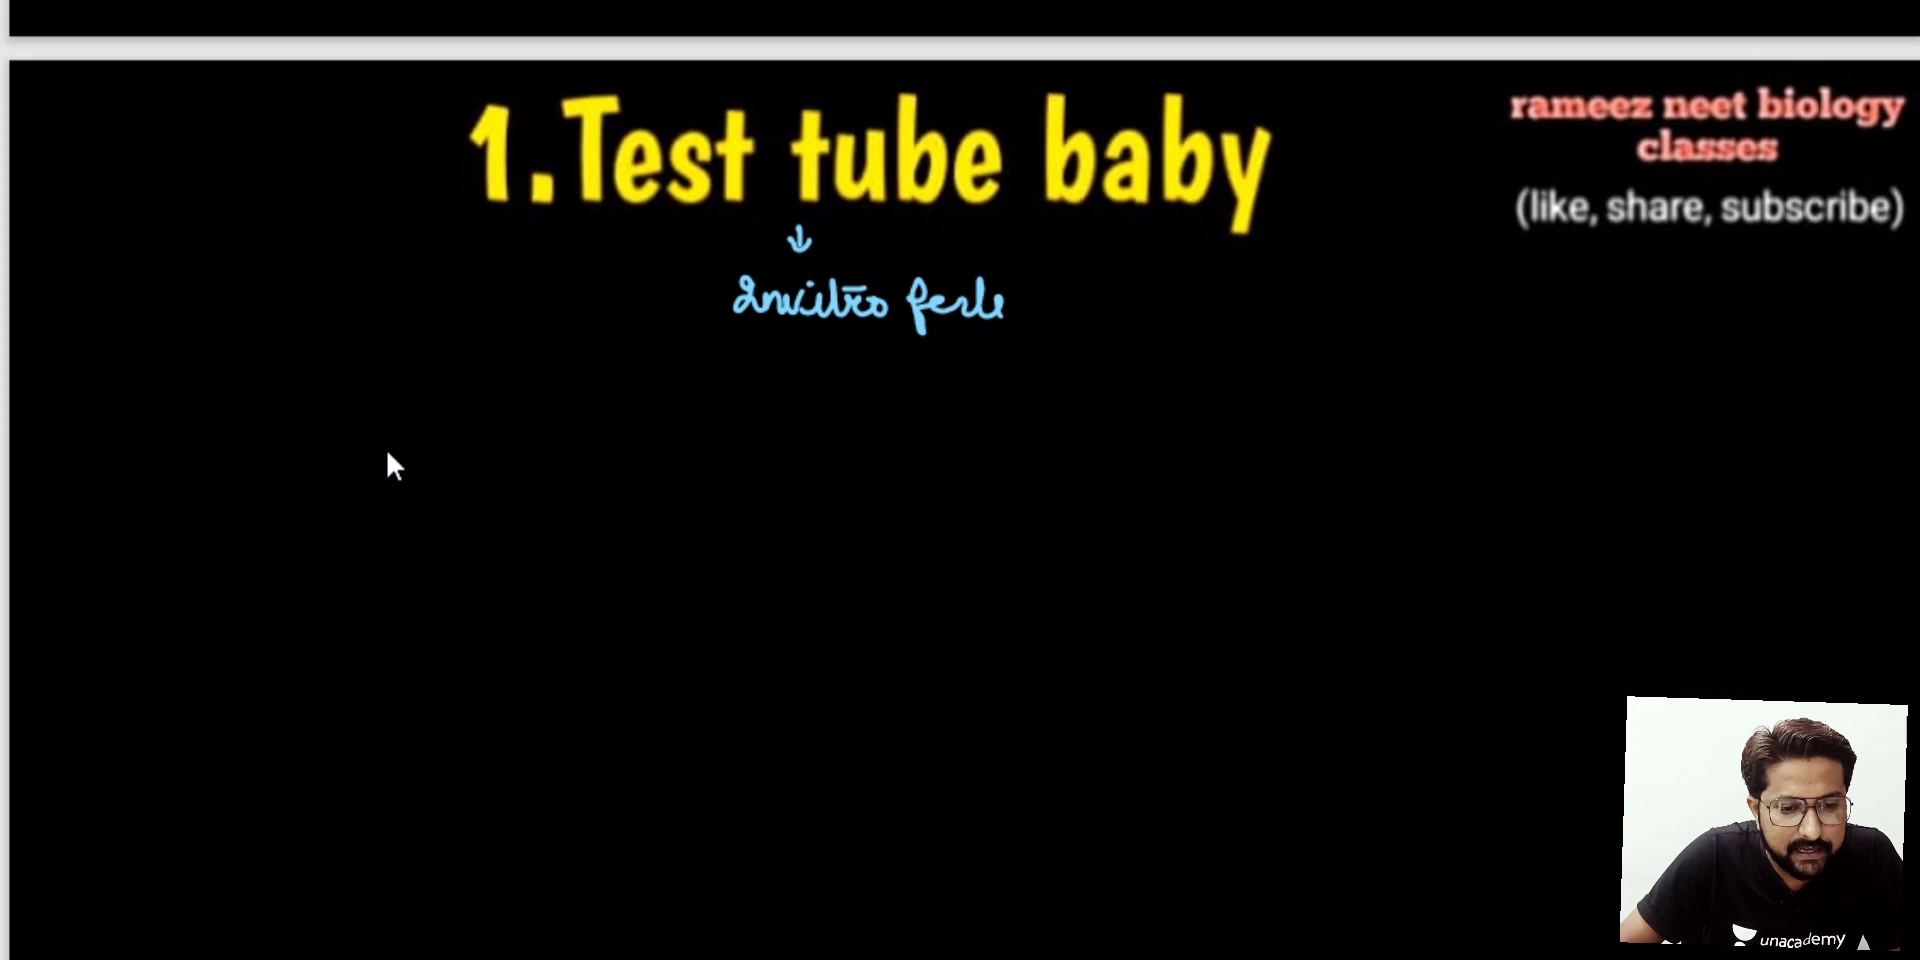 1.Test tube baby
rameez neet biology
classes
(like, share, subscribe)
Invitro ferti
unacademy